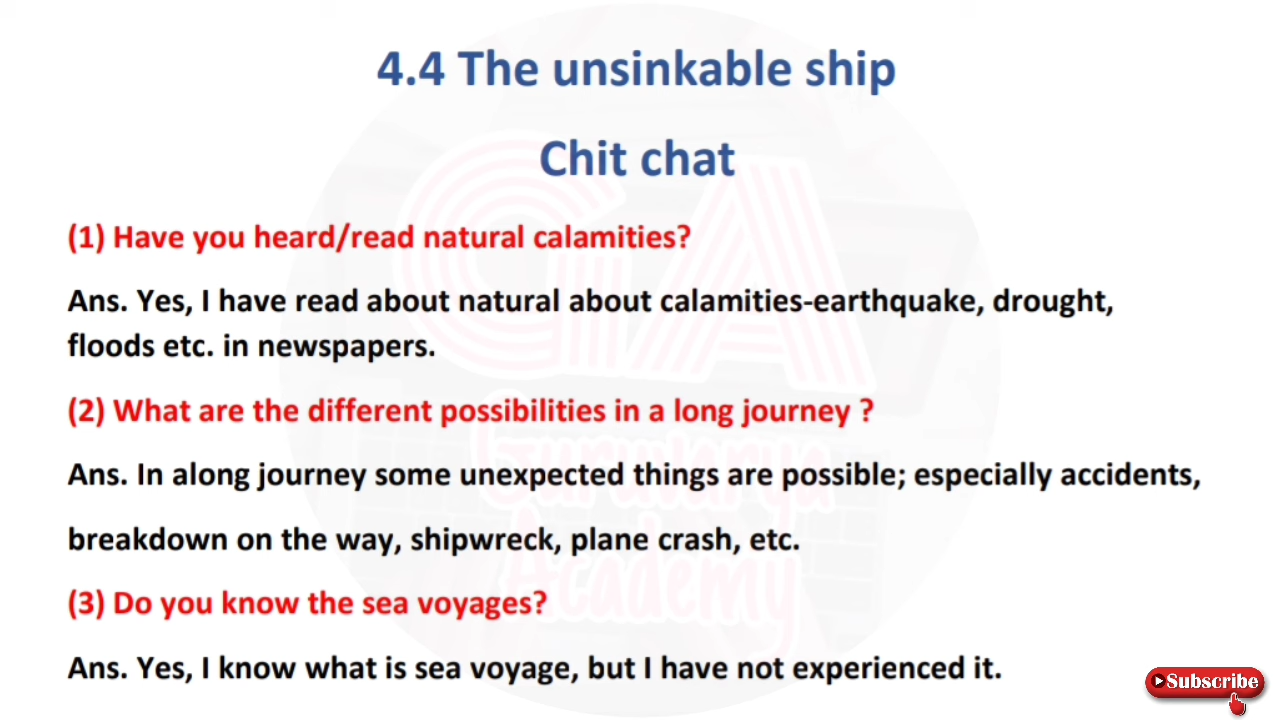 4.4 The unsinkable ship
Chit chat
(1) Have you heard/read natural calamities?
Ans. Yes, I have read about natural about calamities-earthquake, drought,
floods etc. in newspapers.
(2) What are the different possibilities in a long journey ?
Ans. In along journey some unexpected things are possible; especially accidents,
breakdown on the way, shipwreck, plane crash, etc.
(3) Do you know the sea voyages?
Ans. Yes, I know what is sea voyage, but I have not experienced it.
GA
Academy
Subscribe